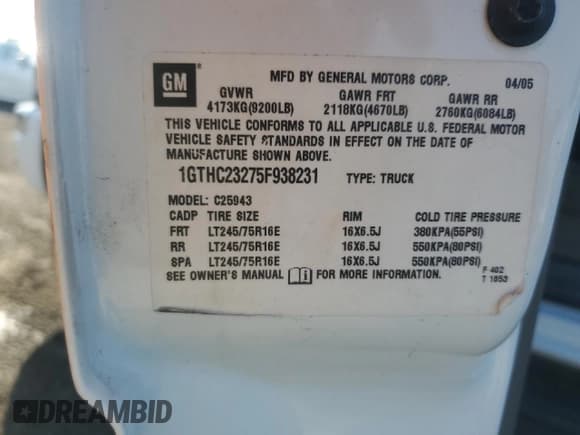 GM
MFD BY GENERAL MOTORS CORP. 04/05
GVWR GAWR FRT GAWR RR
4173KG(9200LB) 2118KG(4670LB) 2760KG(6084LB)
THIS VEHICLE CONFORMS TO ALL APPLICABLE U.S. FEDERAL MOTOR
VEHICLE SAFETY STANDARDS IN EFFECT ON THE DATE OF
MANUFACTURE SHOWN ABOVE.
1GTHC23275F938231 TYPE: TRUCK
MODEL: C25943
CADP TIRE SIZE RIM COLD TIRE PRESSURE
FRT LT245/75R16E 16X6.5J 380KPA(55PSI)
RR LT245/75R16E 16X6.5J 550KPA(80PSI)
SPA LT245/75R16E 16X6.5J 550KPA(80PSI)
SEE OWNER'S MANUAL FOR MORE INFORMATION.
F 402
T 1853
DREAMBID